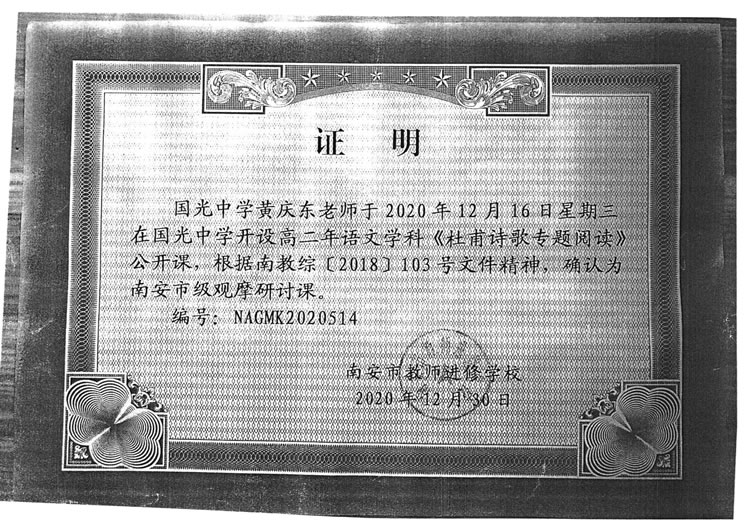 证 明
国光中学黄庆东老师于2020年12月16日星期三
在国光中学开设高二年语文学科《杜甫诗歌专题阅读》
公开课，根据南教综〔2018〕103号文件精神，确认为
南安市级观摩研讨课。
编号：NAGMK2020514
南安市教师进修学校
2020年12月30日